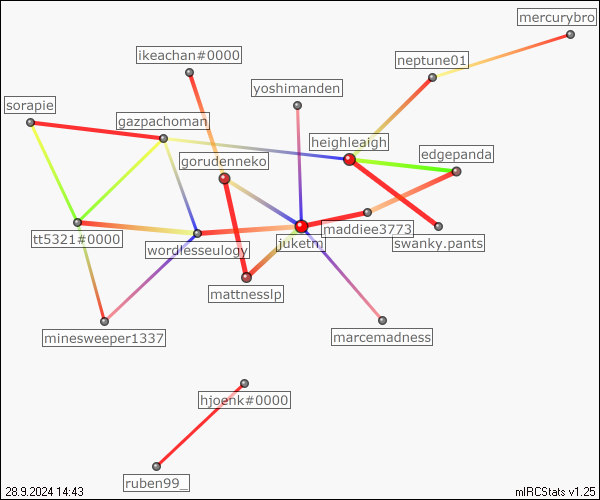 mercurybro
ikeachan#0000
neptune01
yoshimanden
sorapie
gazpachoman
heighleaigh
gorudenneko
edgepanda
maddiee3773
tt5321#0000
wordlesseulogy
juketm
swanky.pants
mattnesslp
minesweeper1337
marcemadness
hjoenk#0000
ruben99_
28.9.2024 14:43
mIRCStats v1.25